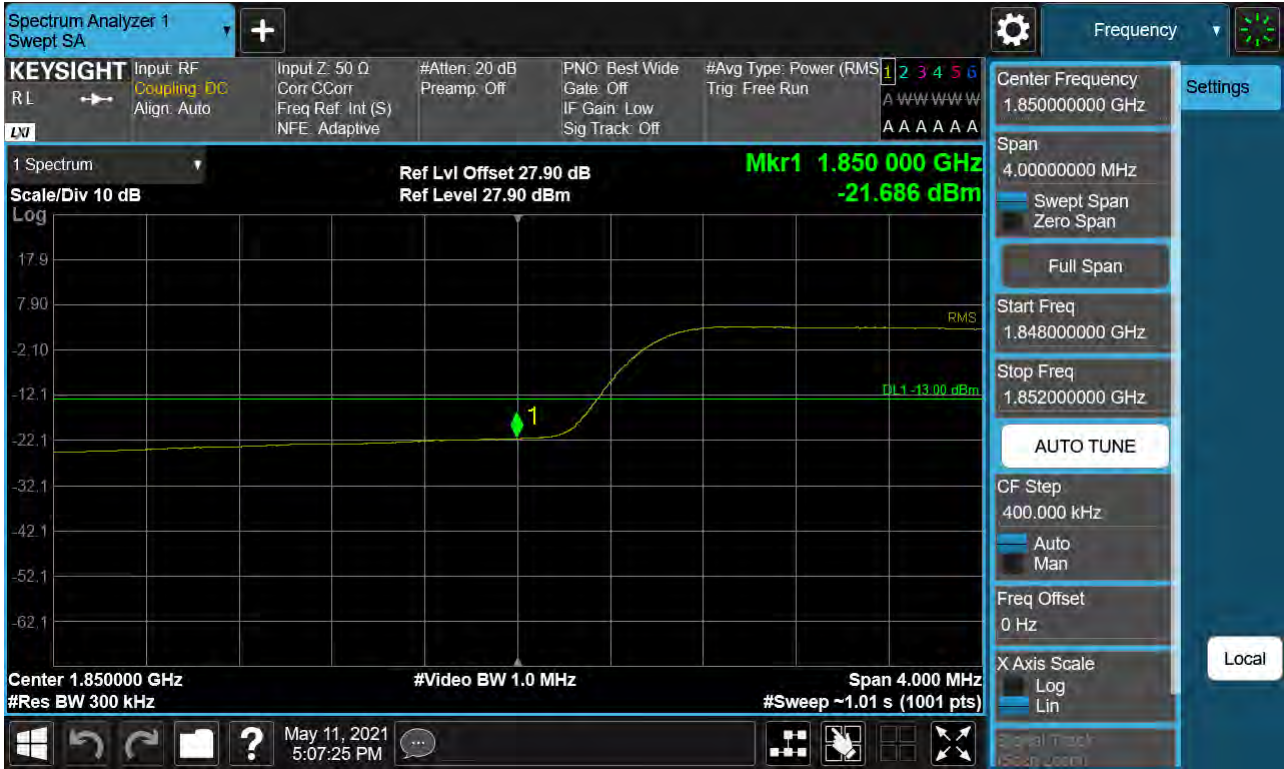 Spectrum Analyzer 1
Swept SA
+
Frequency
KEYSIGHT
R L
LXI
Input: RF
Coupling: DC
Align: Auto
Input Z: 50 Ω
Corr CCorr
Freq Ref: Int (S)
NFE: Adaptive
#Atten: 20 dB
Preamp: Off
PNO: Best Wide
Gate: Off
IF Gain: Low
Sig Track: Off
#Avg Type: Power (RMS
Trig: Free Run
1 2 3 4 5 6
A W W W W W
A A A A A A
1 Spectrum
Scale/Div 10 dB
Log
Ref Lvl Offset 27.90 dB
Ref Level 27.90 dBm
Mkr1 1.850 000 GHz
-21.686 dBm
17.9
7.90
-2.10
-12.1
-22.1
-32.1
-42.1
-52.1
-62.1
RMS
DL1 -13.00 dBm
1
Center 1.850000 GHz
#Res BW 300 kHz
#Video BW 1.0 MHz
Span 4.000 MHz
#Sweep ~1.01 s (1001 pts)
Center Frequency
1.850000000 GHz
Settings
Span
4.00000000 MHz
Swept Span
Zero Span
Full Span
Start Freq
1.848000000 GHz
Stop Freq
1.852000000 GHz
AUTO TUNE
CF Step
400.000 kHz
Auto
Man
Freq Offset
0 Hz
X Axis Scale
Log
Lin
Local
?
May 11, 2021
5:07:25 PM